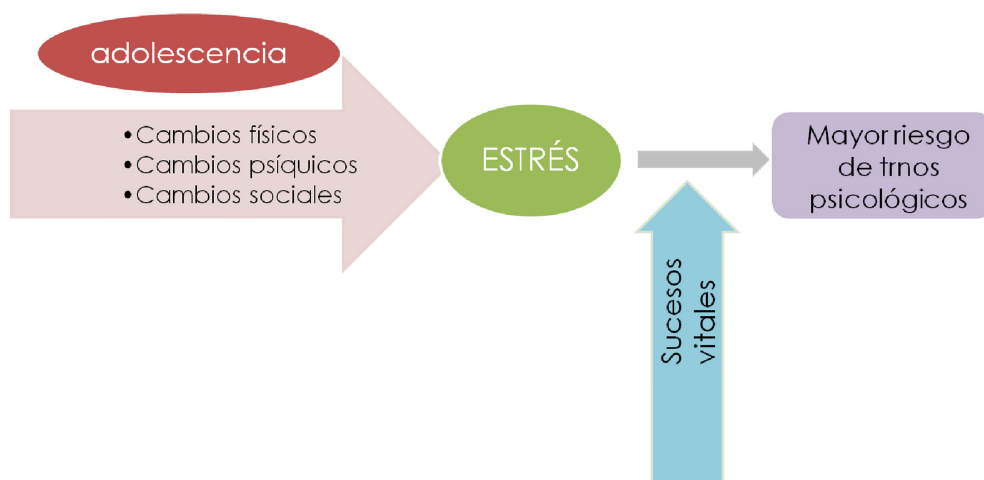 adolescencia
•Cambios físicos
•Cambios psíquicos
•Cambios sociales
ESTRÉS
Mayor riesgo
de trnos
psicológicos
Sucesos
vitales